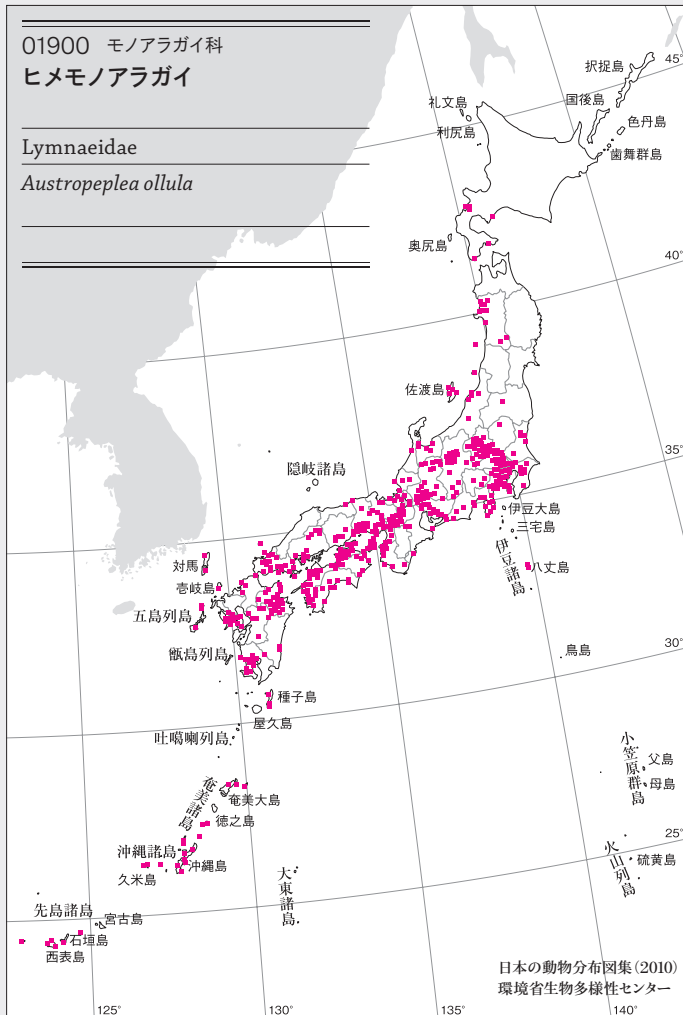 01900 モノアラガイ科
ヒメモノアラガイ
Lymnaeidae
Austropeplea ollula
択捉島
45°
国後島
礼文島
色丹島
利尻島
歯舞群島
奥尻島
40°
佐渡島
35°
隠岐諸島
伊豆大島
三宅島
伊豆諸島
八丈島
対馬
壱岐島
五島列島
甑島列島
鳥島
30°
種子島
屋久島
吐噶喇列島
小笠原群島
父島
母島
奄美諸島
奄美大島
徳之島
25°
沖縄諸島
沖縄島
久米島
火山列島
硫黄島
大東諸島
先島諸島
宮古島
石垣島
西表島
日本の動物分布図集(2010)
環境省生物多様性センター
125°
130°
135°
140°